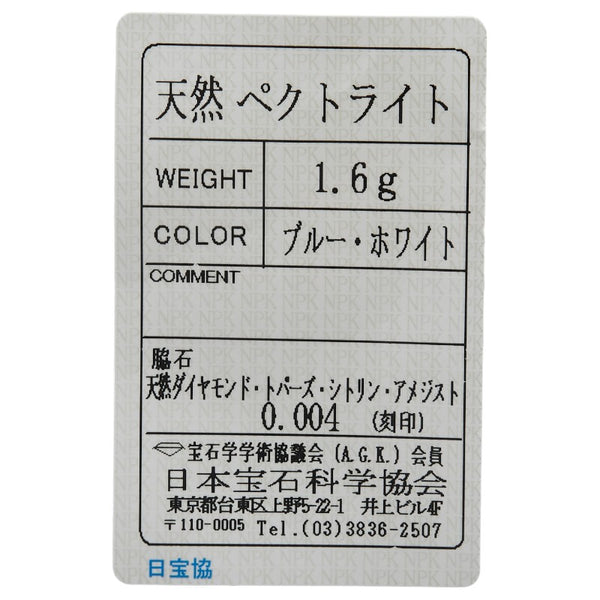 天然 ペクトライト
WEIGHT 1.6g
COLOR ブルー・ホワイト
COMMENT
脇石
天然ダイヤモンド・トパーズ・シトリン・アメジスト
0.004 (刻印)
宝石学学術協議会 (A.G.K.) 会員
日本宝石科学協会
東京都台東区上野5-22-1 井上ビル4F
〒110-0005 Tel.(03)3836-2507
日宝協